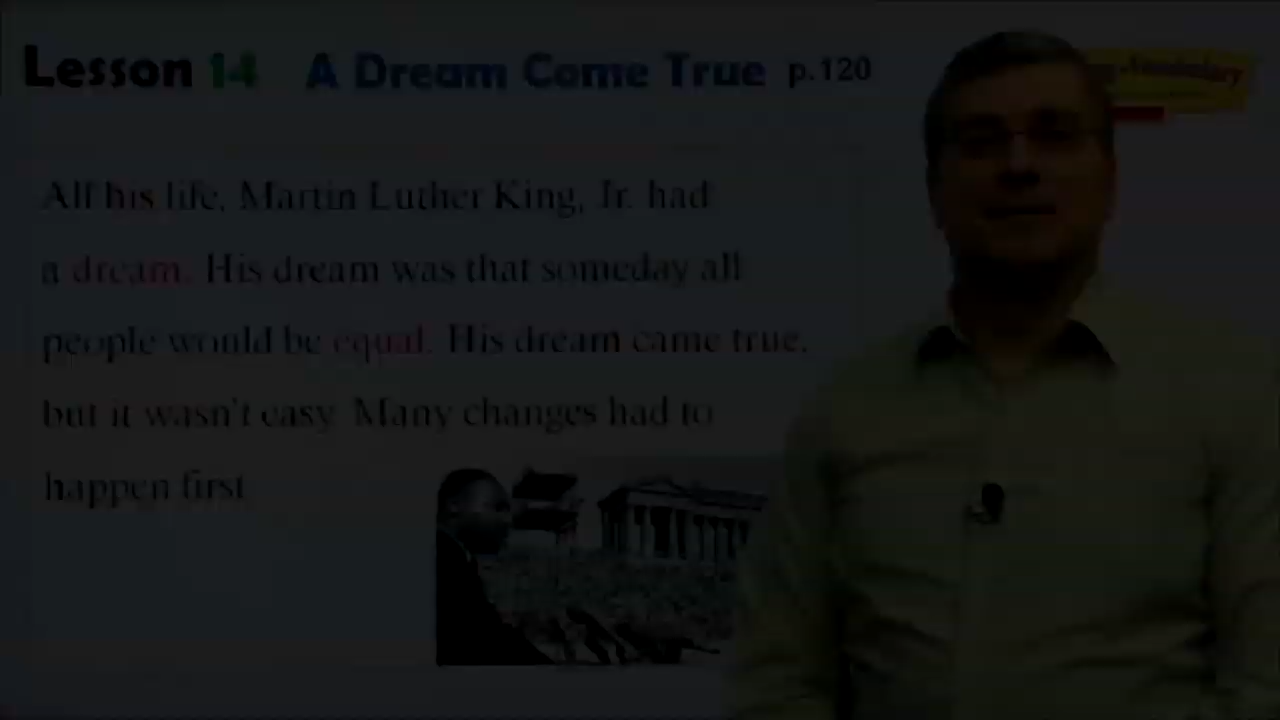 Lesson 14 A Dream Come True p.120
All his life, Martin Luther King, Jr. had
a dream. His dream was that someday all
people would be equal. His dream came true,
but it wasn't easy. Many changes had to
happen first